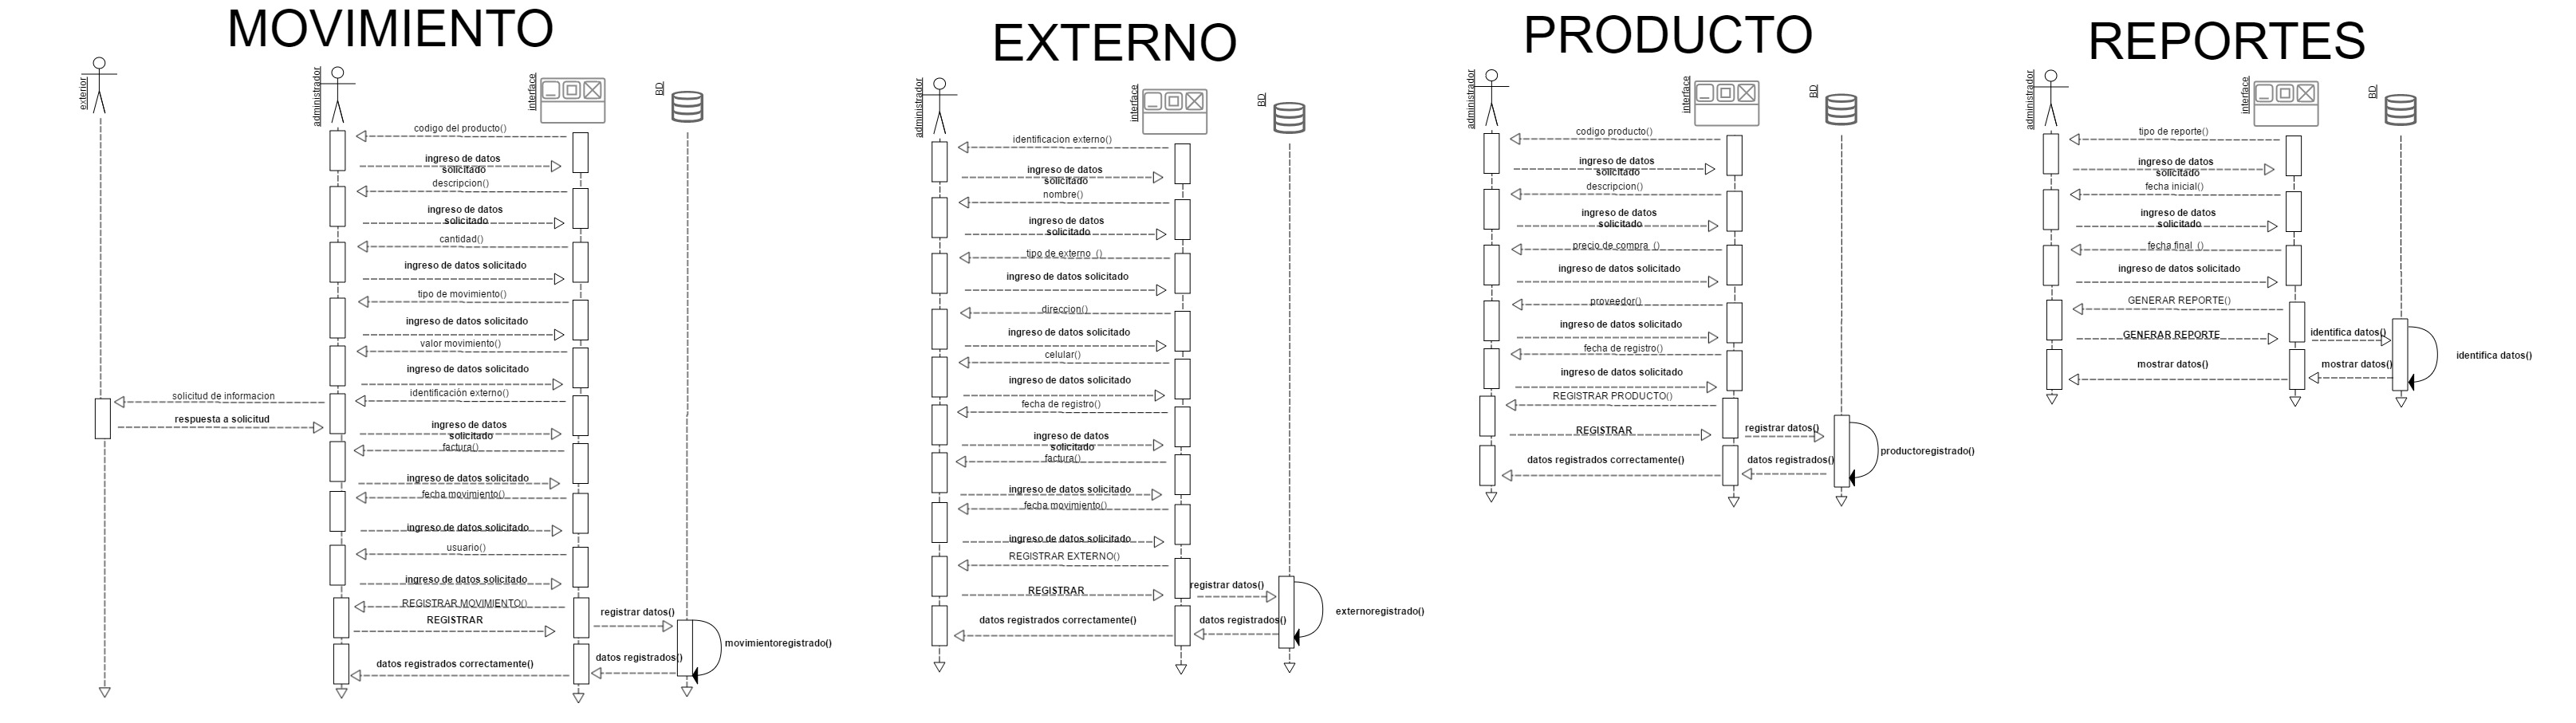 MOVIMIENTO
exterior
administrador
interface
BD
codigo del producto()
ingreso de datos
solicitado
descripcion()
ingreso de datos
solicitado
cantidad()
ingreso de datos solicitado
tipo de movimiento()
ingreso de datos solicitado
valor movimiento()
ingreso de datos solicitado
solicitud de informacion
identificación externo()
respuesta a solicitud
ingreso de datos
solicitado
factura()
ingreso de datos solicitado
fecha movimiento()
ingreso de datos solicitado
usuario()
ingreso de datos solicitado
REGISTRAR MOVIMIENTO()
REGISTRAR
registrar datos()
movimientoregistrado()
datos registrados correctamente()
datos registrados()
EXTERNO
administrador
interface
BD
identificacion externo()
ingreso de datos
solicitado
nombre()
ingreso de datos
solicitado
tipo de externo ()
ingreso de datos solicitado
direccion()
ingreso de datos solicitado
celular()
ingreso de datos solicitado
fecha de registro()
ingreso de datos
solicitado
factura()
ingreso de datos solicitado
fecha movimiento()
ingreso de datos solicitado
REGISTRAR EXTERNO()
REGISTRAR
registrar datos()
externoregistrado()
datos registrados correctamente()
datos registrados()
PRODUCTO
administrador
interface
BD
codigo producto()
ingreso de datos
solicitado
descripcion()
ingreso de datos
solicitado
precio de compra ()
ingreso de datos solicitado
proveedor()
ingreso de datos solicitado
fecha de registro()
ingreso de datos solicitado
REGISTRAR PRODUCTO()
REGISTRAR
registrar datos()
productoregistrado()
datos registrados correctamente()
datos registrados()
REPORTES
administrador
interface
BD
tipo de reporte()
ingreso de datos
solicitado
fecha inicial()
ingreso de datos
solicitado
fecha final ()
ingreso de datos solicitado
GENERAR REPORTE()
GENERAR REPORTE
identifica datos()
identifica datos()
mostrar datos()
mostrar datos()